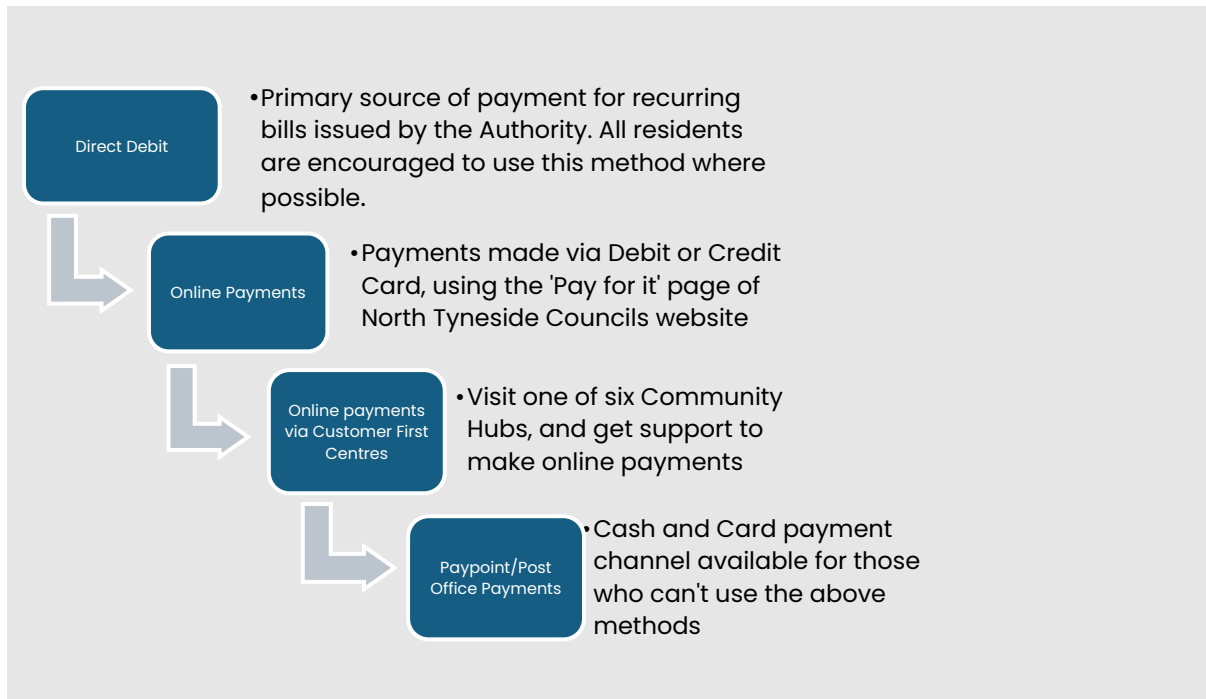 Direct Debit
•Primary source of payment for recurring
bills issued by the Authority. All residents
are encouraged to use this method where
possible.
Online Payments
•Payments made via Debit or Credit
Card, using the 'Pay for it' page of
North Tyneside Councils website
Online payments
via Customer First
Centres
•Visit one of six Community
Hubs, and get support to
make online payments
Paypoint/Post
Office Payments
•Cash and Card payment
channel available for those
who can't use the above
methods